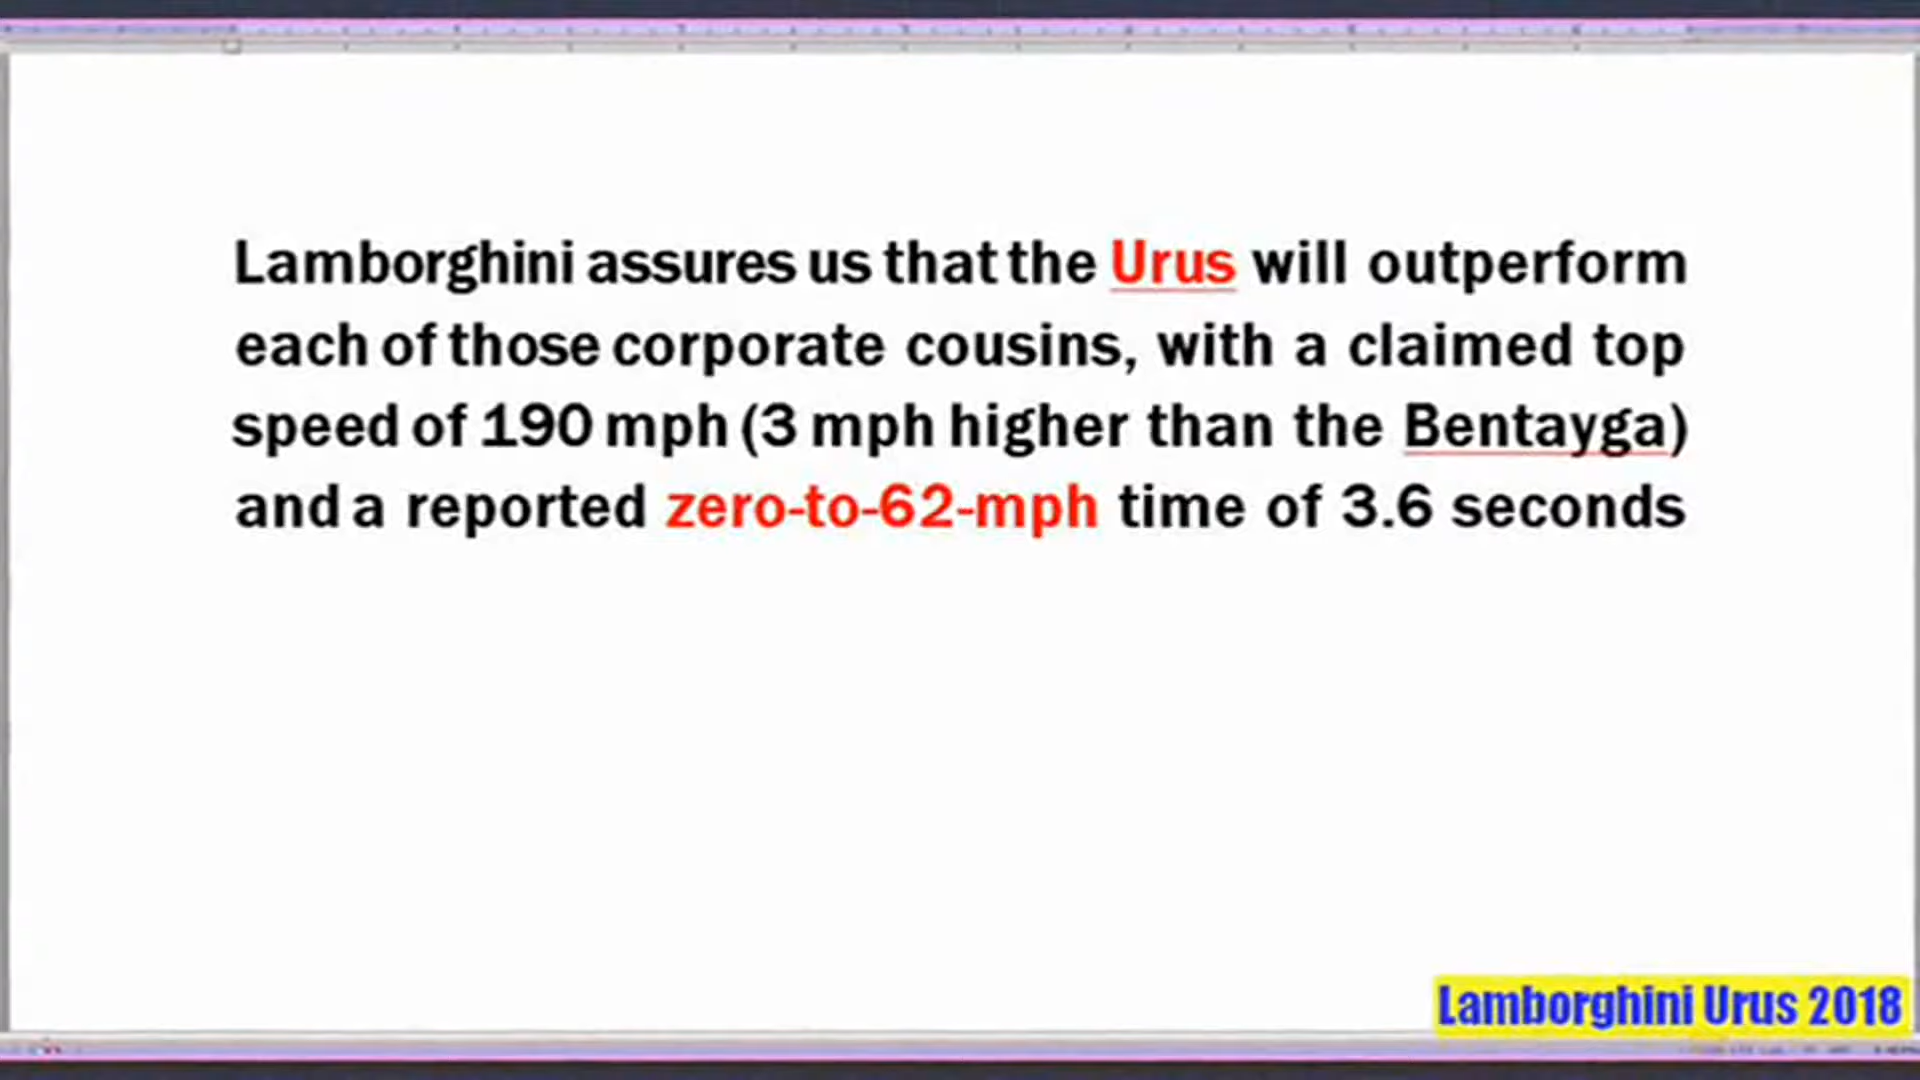 Lamborghini assures us that the Urus will outperform
each of those corporate cousins, with a claimed top
speed of 190 mph (3 mph higher than the Bentayga)
and a reported zero-to-62-mph time of 3.6 seconds
Lamborghini Urus 2018